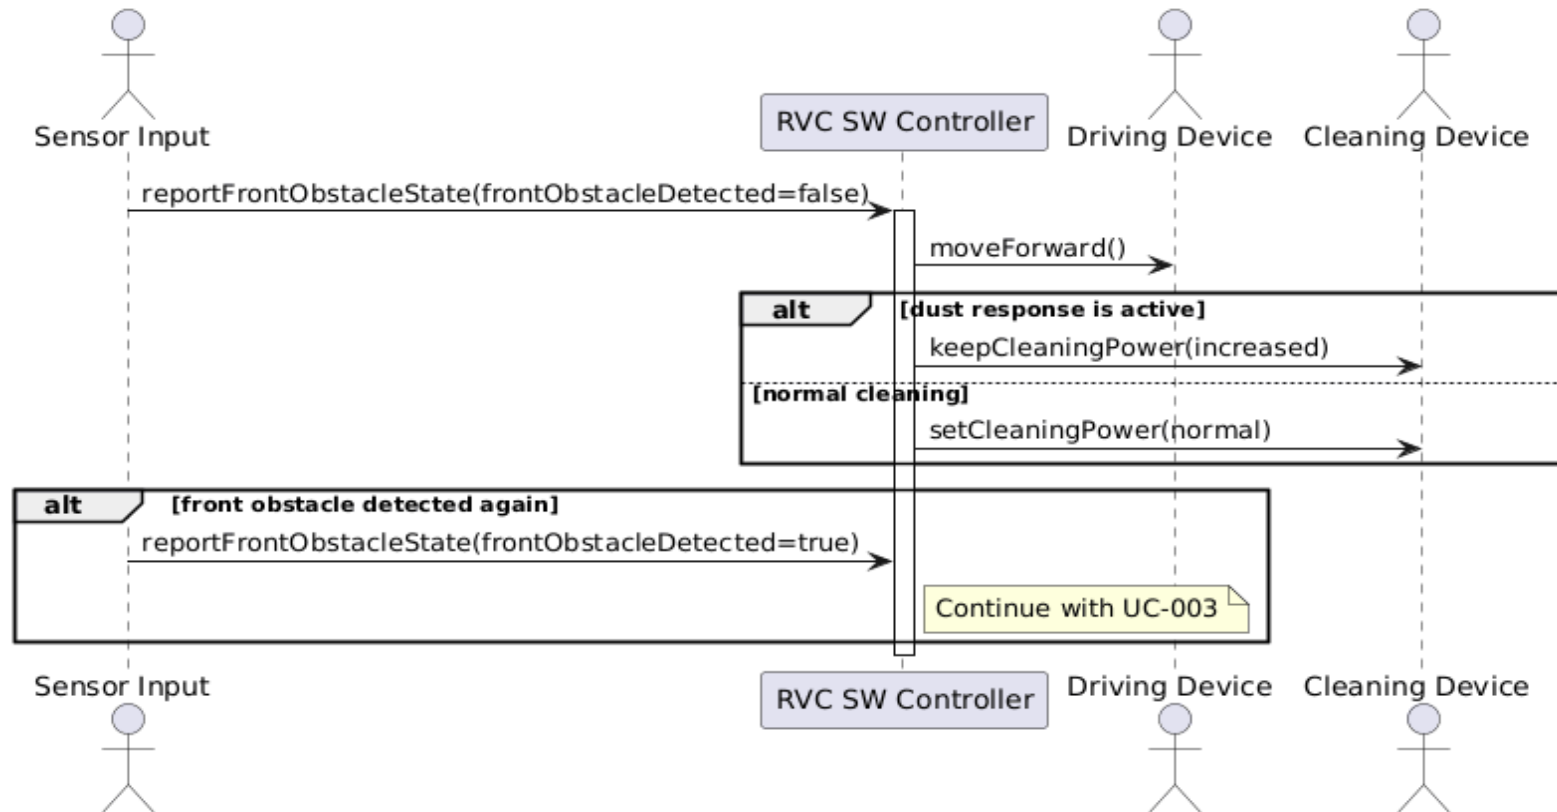 Sensor Input
RVC SW Controller
Driving Device
Cleaning Device
reportFrontObstacleState(frontObstacleDetected=false)
moveForward()
alt
[dust response is active]
keepCleaningPower(increased)
[normal cleaning]
setCleaningPower(normal)
alt
[front obstacle detected again]
reportFrontObstacleState(frontObstacleDetected=true)
Continue with UC-003
Sensor Input
RVC SW Controller
Driving Device
Cleaning Device